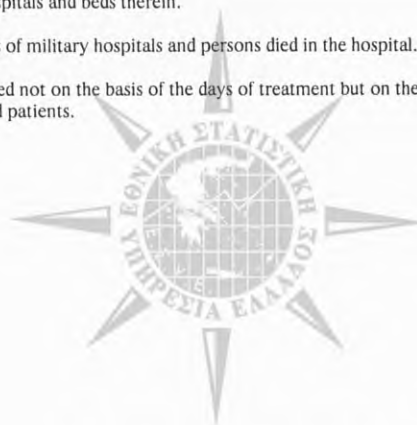 spitals and beds therein.
of military hospitals and persons died in the hospital.
ed not on the basis of the days of treatment but on the
patients.
ΕΘΝΙΚΗ ΣΤΑΤΙΣΤΙΚΗ
ΥΠΗΡΕΣΙΑ ΕΛΛΑΔΟΣ
Ε.Σ.Υ.Ε.